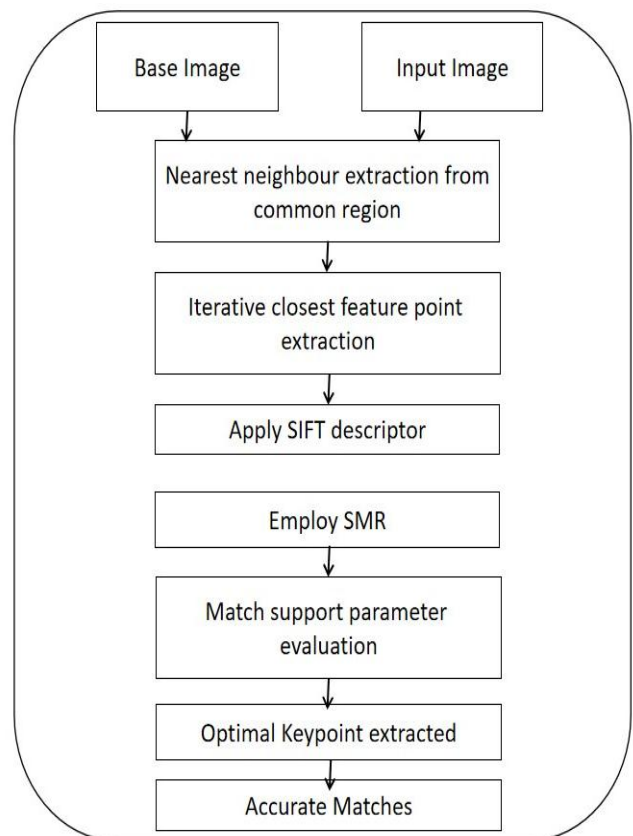 Base Image
Input Image
Nearest neighbour extraction from
common region
Iterative closest feature point
extraction
Apply SIFT descriptor
Employ SMR
Match support parameter
evaluation
Optimal Keypoint extracted
Accurate Matches